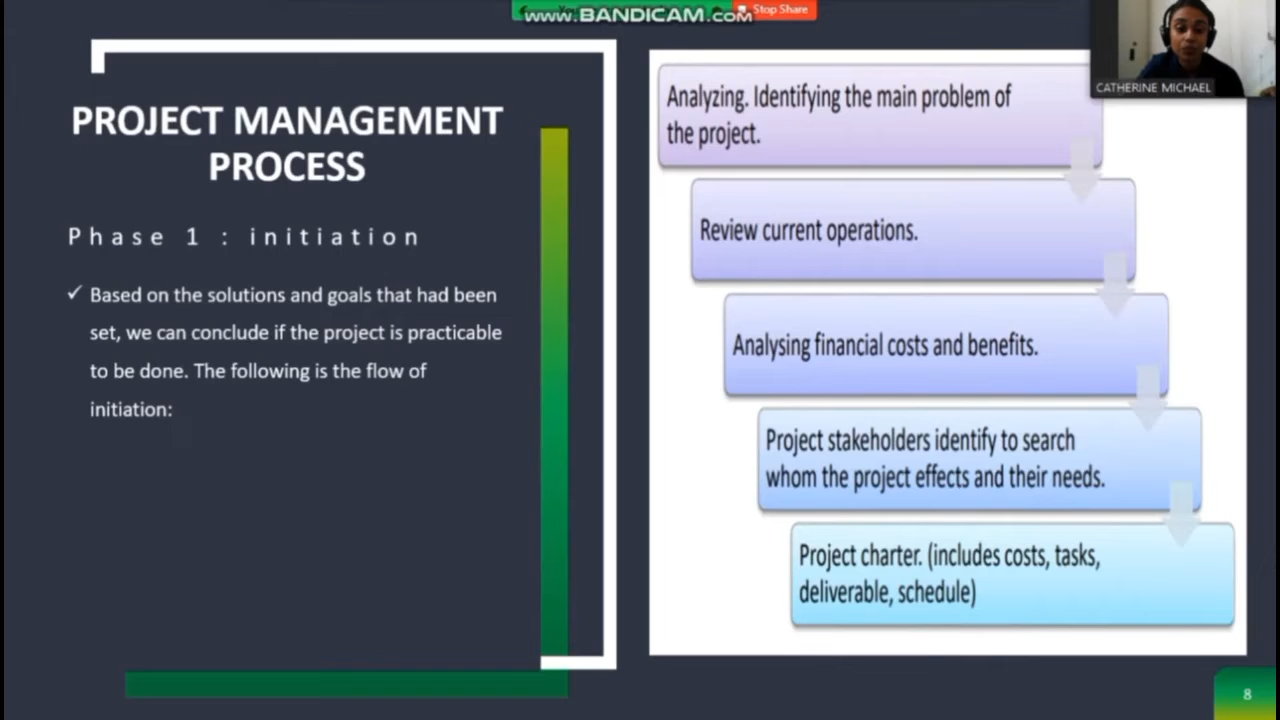 www.BANDICAM.com
Stop Share
CATHERINE MICHAEL
PROJECT MANAGEMENT
PROCESS
Phase 1 : initiation
✓ Based on the solutions and goals that had been
set, we can conclude if the project is practicable
to be done. The following is the flow of
initiation:
Analyzing. Identifying the main problem of
the project.
Review current operations.
Analysing financial costs and benefits.
Project stakeholders identify to search
whom the project effects and their needs.
Project charter. (includes costs, tasks,
deliverable, schedule)
8